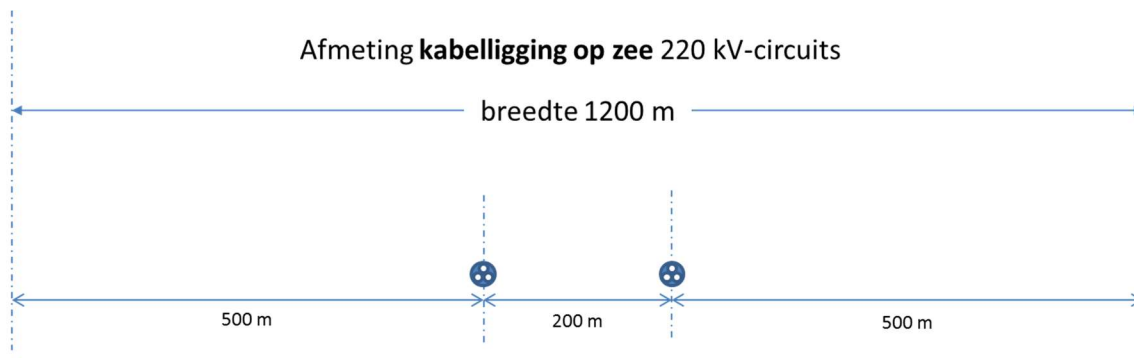 Afmeting kabelligging op zee 220 kV-circuits
breedte 1200 m
500 m
200 m
500 m